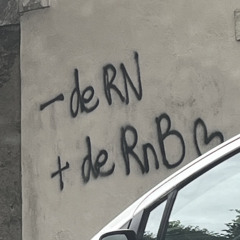 - de RN
+ de RnB